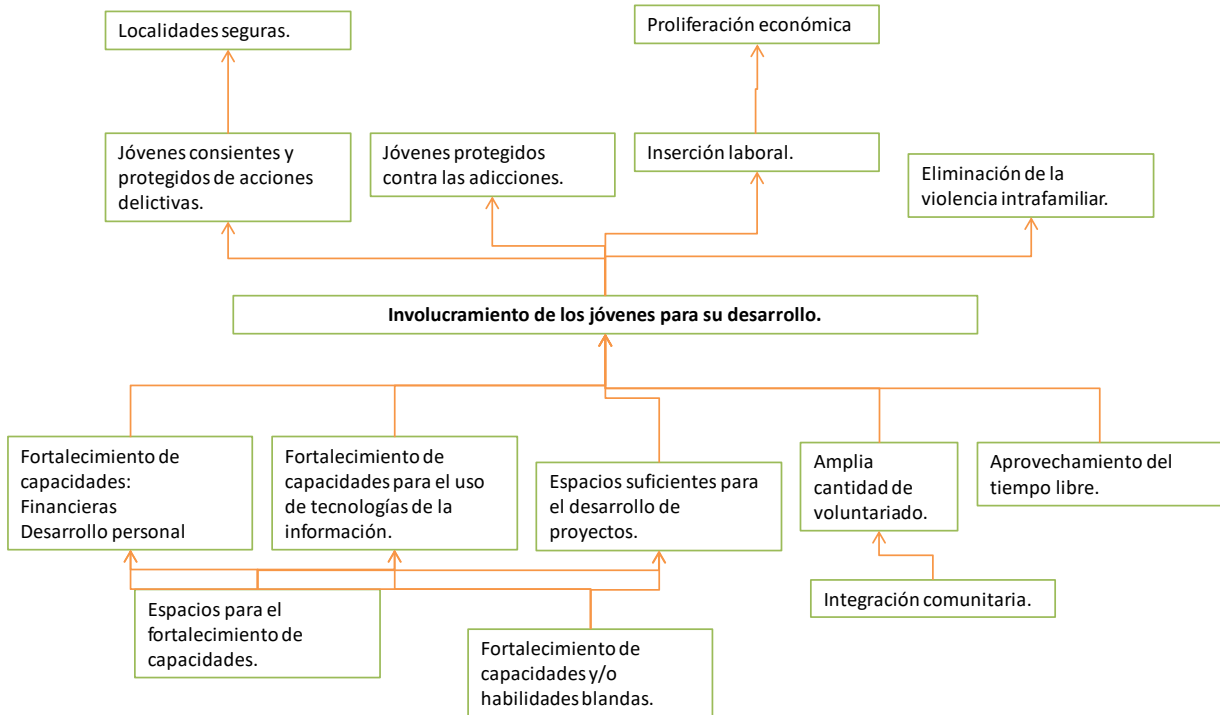 Localidades seguras.
Proliferación económica
Jóvenes consientes y
protegidos de acciones
delictivas.
Jóvenes protegidos
contra las adicciones.
Inserción laboral.
Eliminación de la
violencia intrafamiliar.
Involucramiento de los jóvenes para su desarrollo.
Fortalecimiento de
capacidades:
Financieras
Desarrollo personal
Fortalecimiento de
capacidades para el uso
de tecnologías de la
información.
Espacios suficientes para
el desarrollo de
proyectos.
Amplia
cantidad de
voluntariado.
Aprovechamiento del
tiempo libre.
Espacios para el
fortalecimiento de
capacidades.
Fortalecimiento de
capacidades y/o
habilidades blandas.
Integración comunitaria.